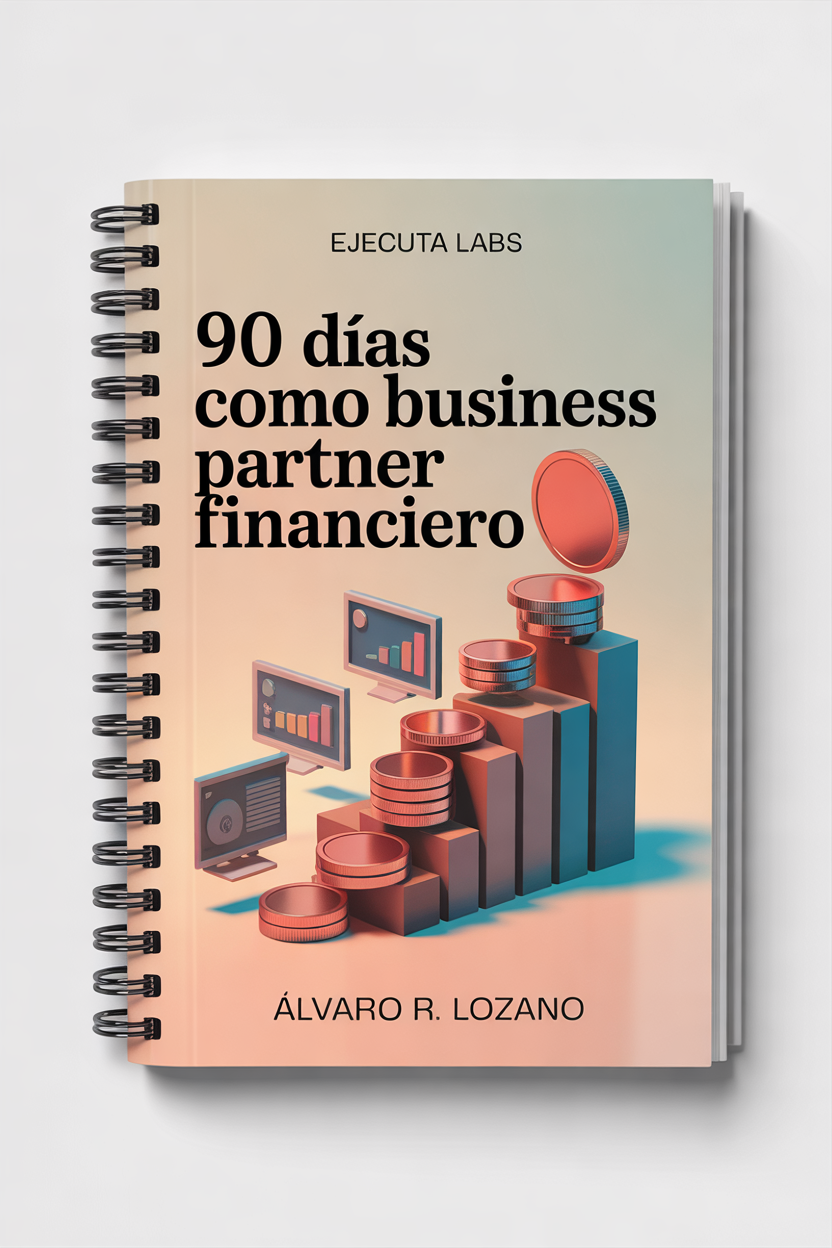 EJECUTA LABS
90 días
como business
partner
financiero
ÁLVARO R. LOZANO